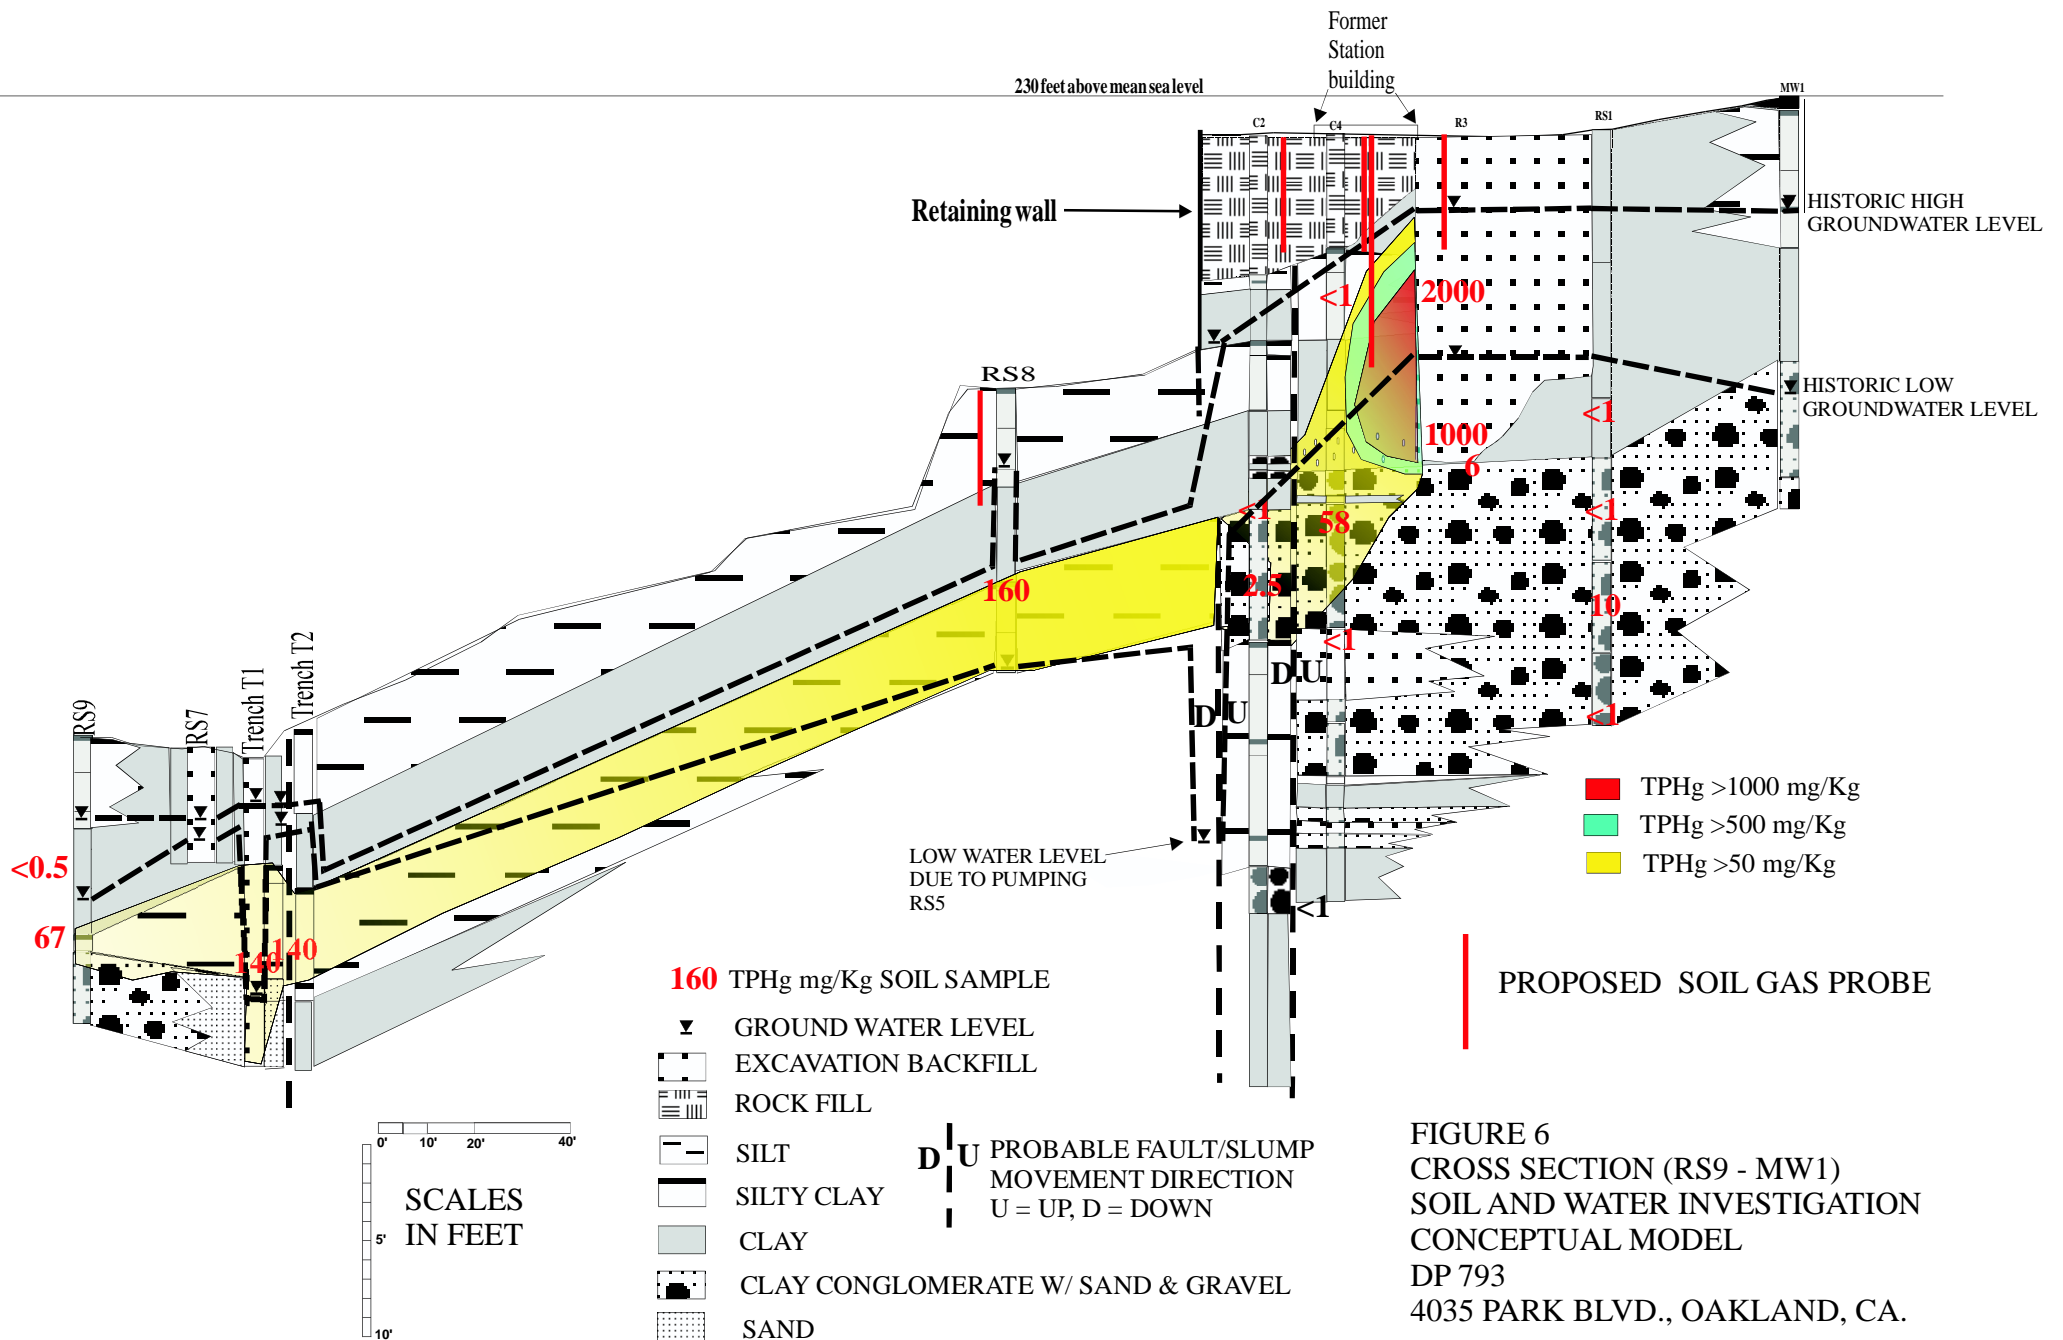 Former
Station
building
230 feet above mean sea level
MW1
C2
C4
R3
RS1
Retaining wall
HISTORIC HIGH
GROUNDWATER LEVEL
<1
2000
RS8
HISTORIC LOW
GROUNDWATER LEVEL
<1
1000
6
<1
58
<1
160
2.5
10
<1
D U
D U
<1
RS9
RS7
Trench T1
Trench T2
<0.5
67
140
140
LOW WATER LEVEL
DUE TO PUMPING
RS5
<1
TPHg >1000 mg/Kg
TPHg >500 mg/Kg
TPHg >50 mg/Kg
160 TPHg mg/Kg SOIL SAMPLE
GROUND WATER LEVEL
EXCAVATION BACKFILL
ROCK FILL
SILT
SILTY CLAY
CLAY
CLAY CONGLOMERATE W/ SAND & GRAVEL
SAND
D U PROBABLE FAULT/SLUMP
MOVEMENT DIRECTION
U = UP, D = DOWN
PROPOSED SOIL GAS PROBE
0' 10' 20' 40'
SCALES
IN FEET
5'
10'
FIGURE 6
CROSS SECTION (RS9 - MW1)
SOIL AND WATER INVESTIGATION
CONCEPTUAL MODEL
DP 793
4035 PARK BLVD., OAKLAND, CA.